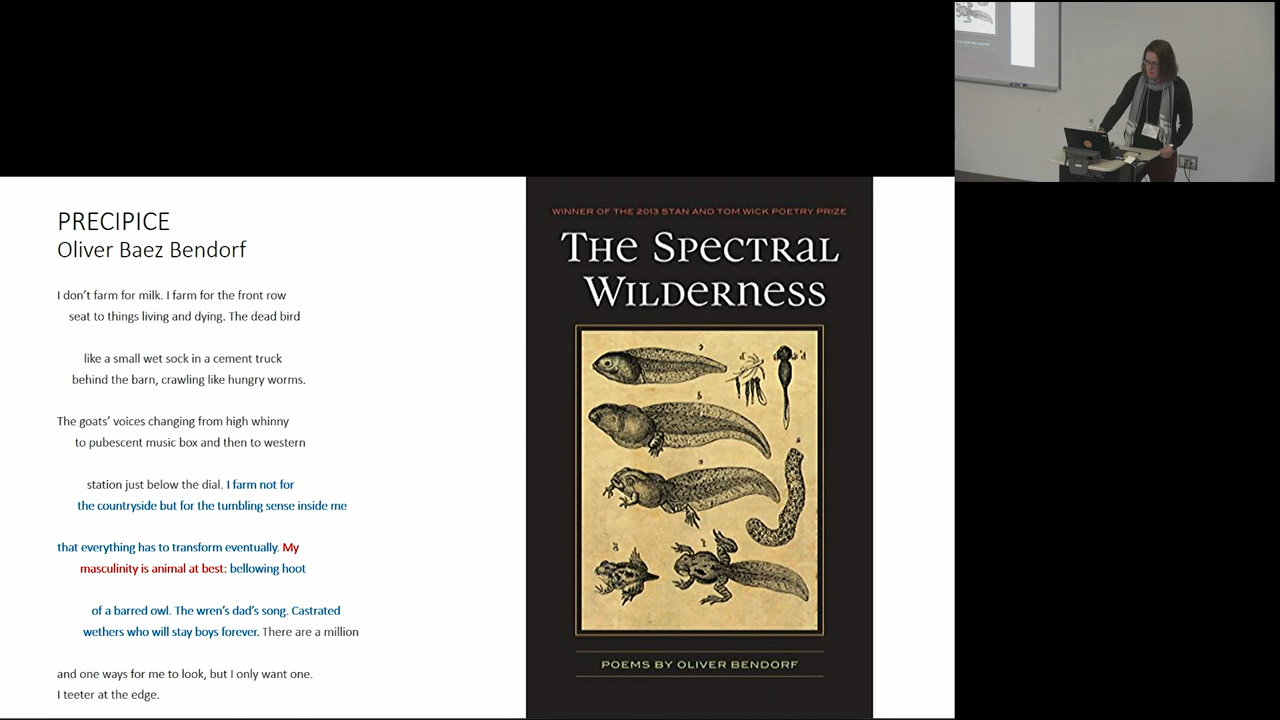 PRECIPICE
Oliver Baez Bendorf
I don't farm for milk. I farm for the front row
seat to things living and dying. The dead bird
like a small wet sock in a cement truck
behind the barn, crawling like hungry worms.
The goats' voices changing from high whinny
to pubescent music box and then to western
station just below the dial. I farm not for
the countryside but for the tumbling sense inside me
that everything has to transform eventually. My
masculinity is animal at best: bellowing hoot
of a barred owl. The wren's dad's song. Castrated
wethers who will stay boys forever. There are a million
and one ways for me to look, but I only want one.
I teeter at the edge.
WINNER OF THE 2013 STAN AND TOM WICK POETRY PRIZE
THE SPECTRAL
WILDERNESS
POEMS BY OLIVER BENDORF